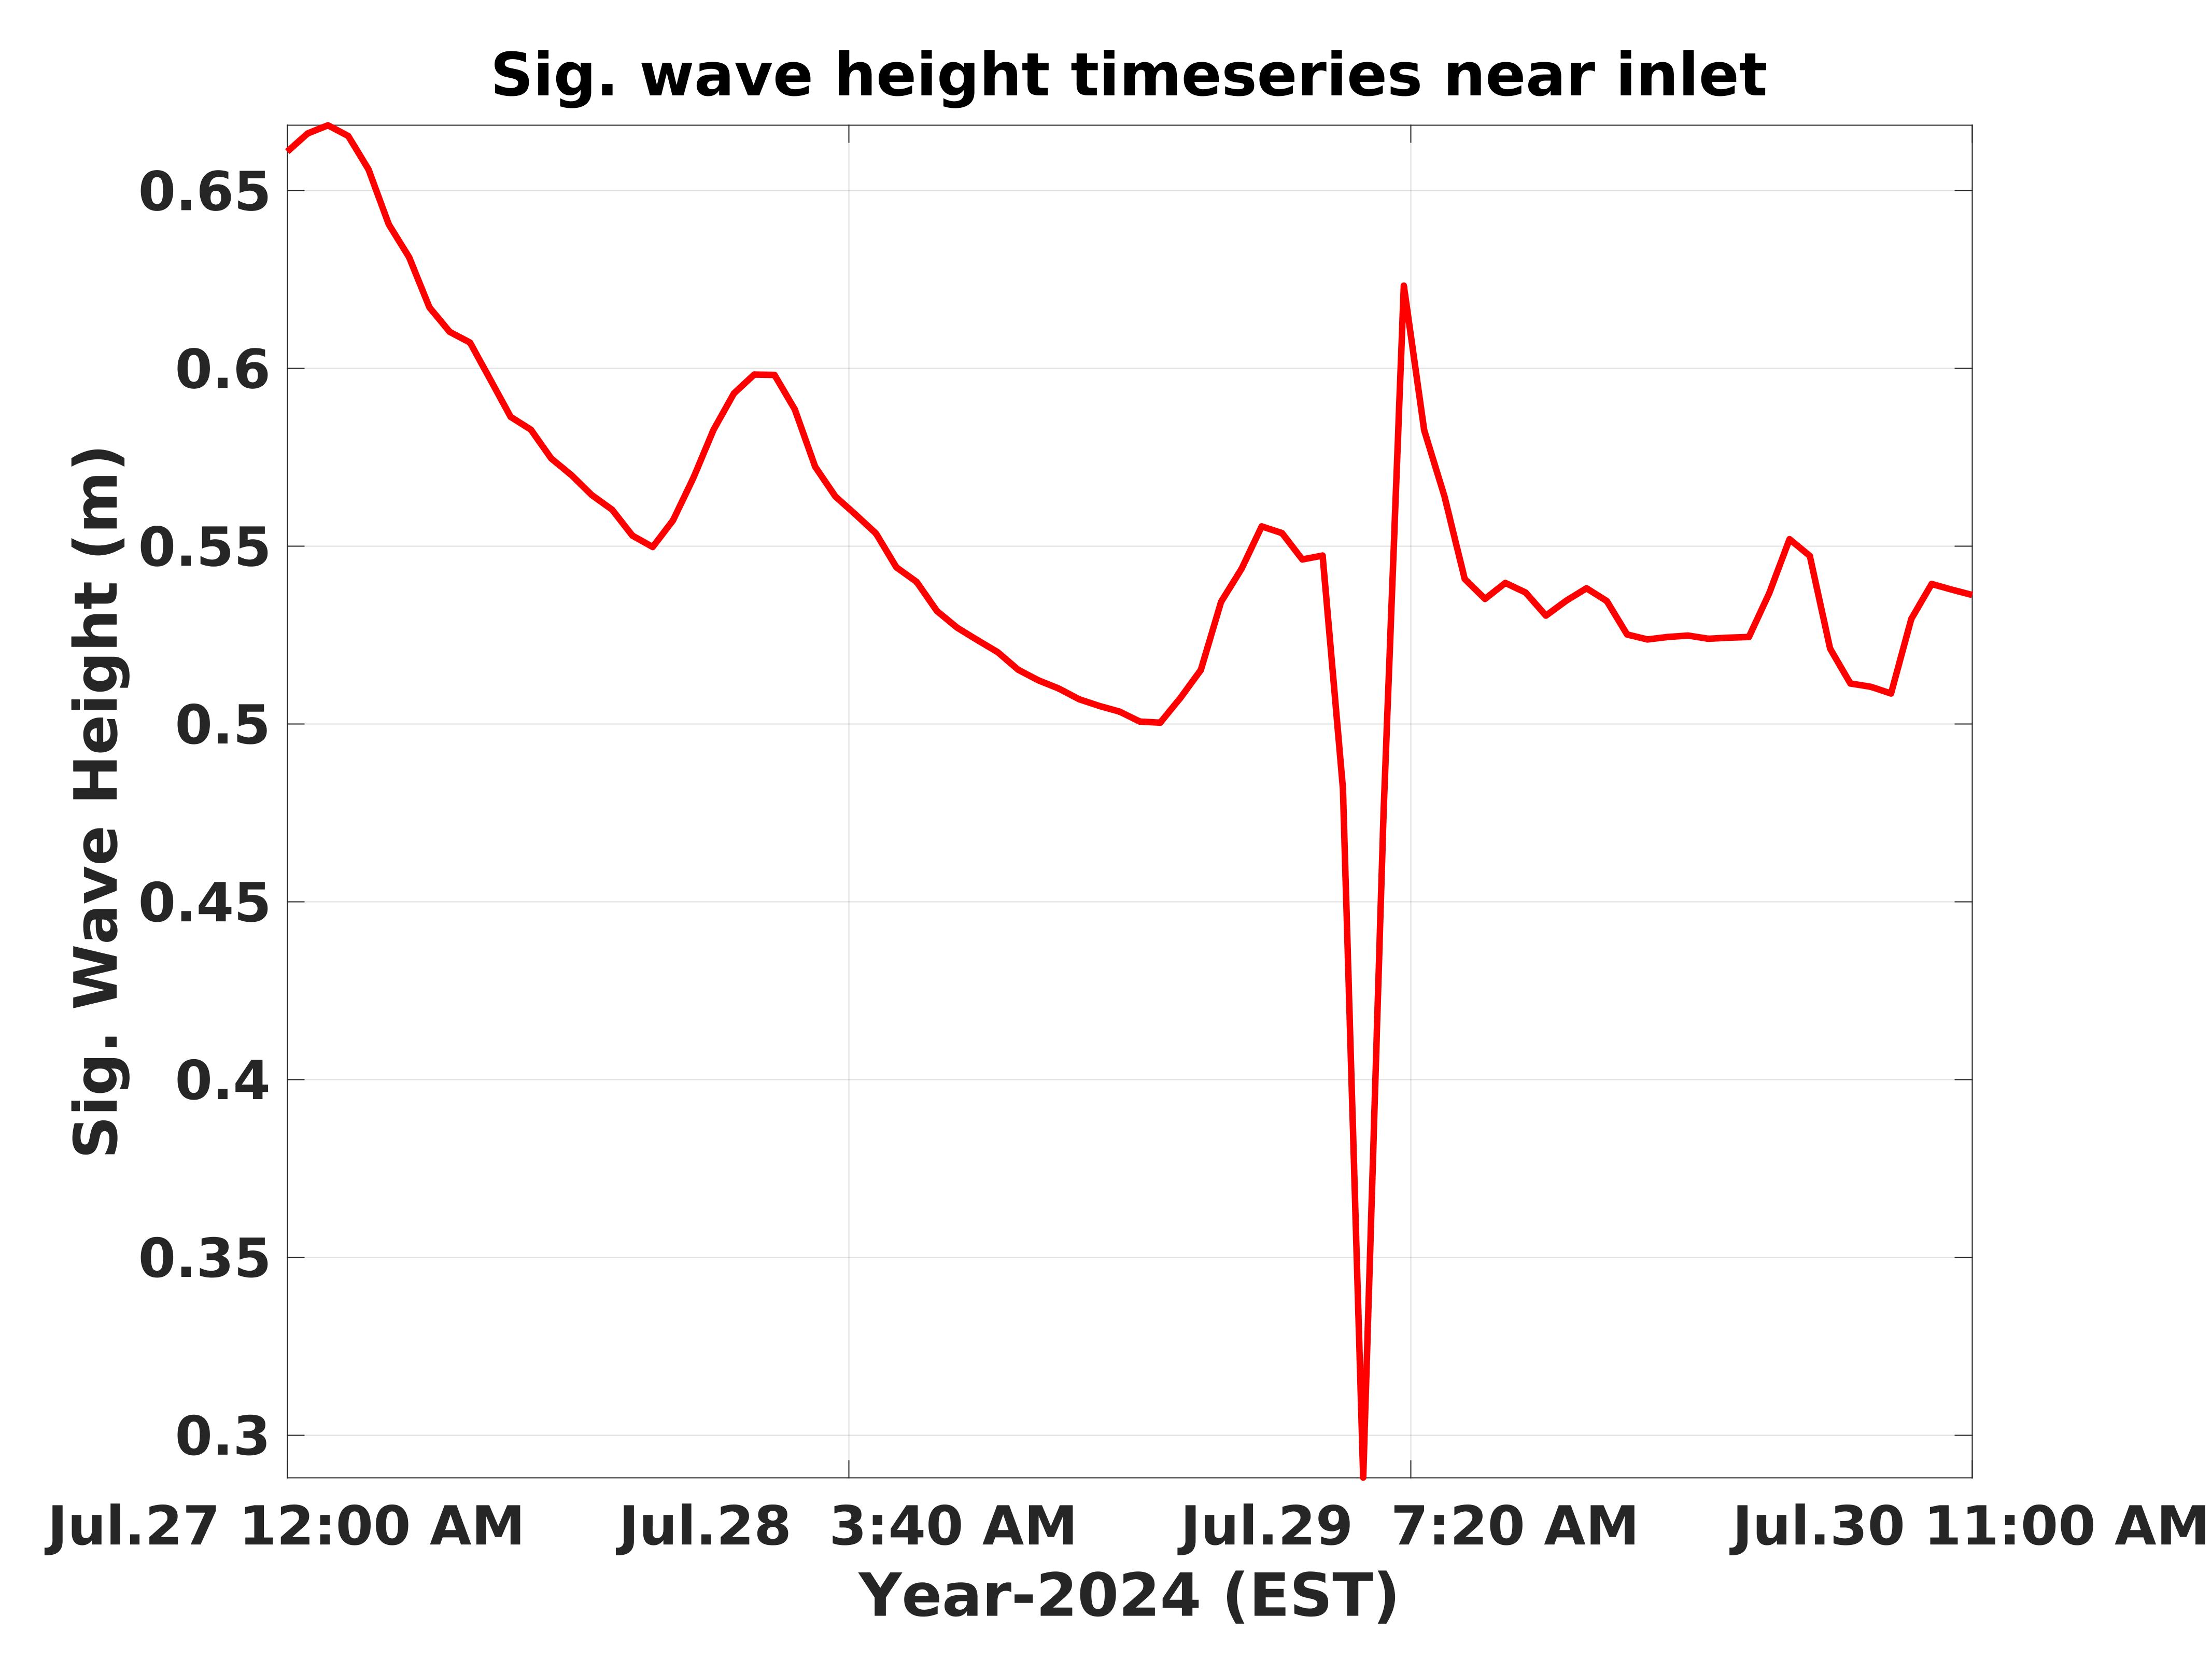 Sig. wave height timeseries near inlet
Sig. Wave Height (m)
0.65
0.6
0.55
0.5
0.45
0.4
0.35
0.3
Jul.27 12:00 AM
Jul.28 3:40 AM
Jul.29 7:20 AM
Jul.30 11:00 AM
Year-2024 (EST)